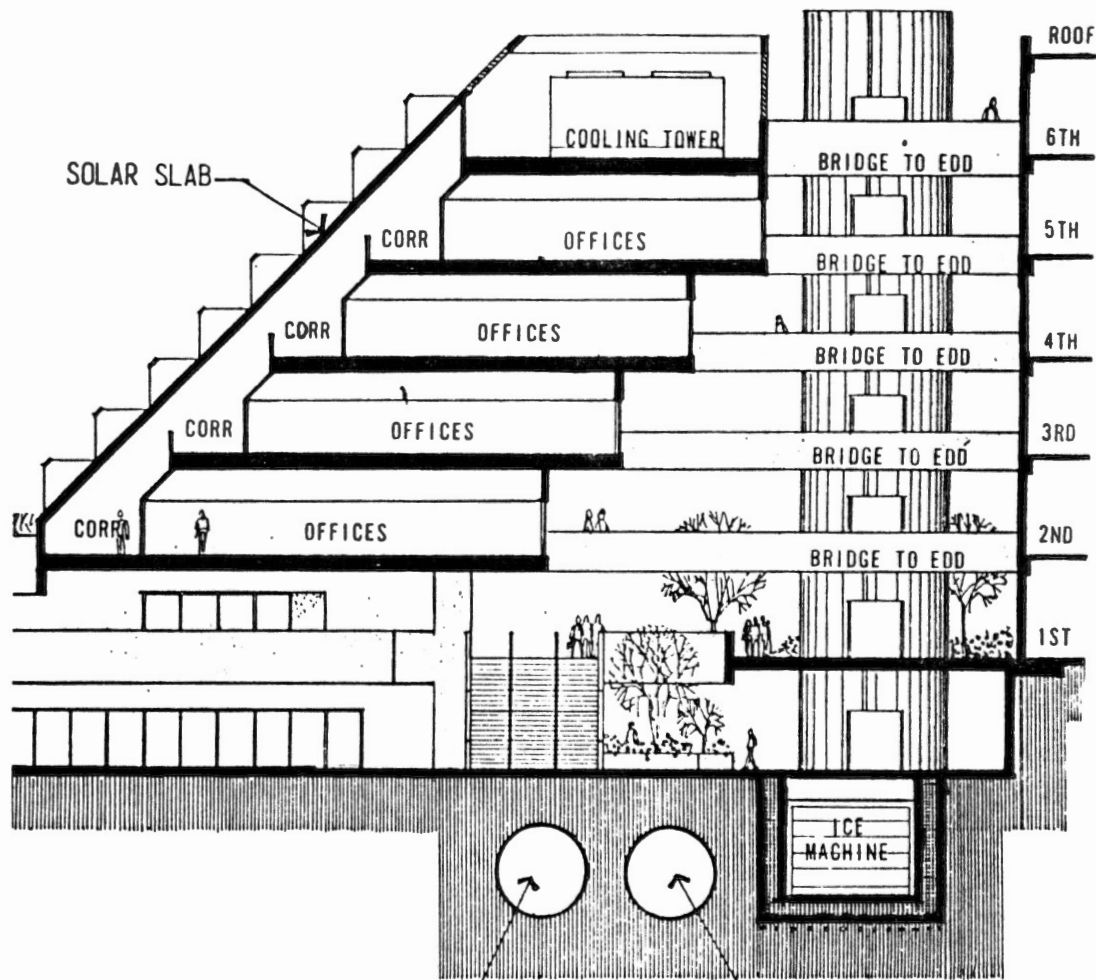 ROOF
COOLING TOWER
6TH
BRIDGE TO EDD
SOLAR SLAB
CORR
OFFICES
5TH
BRIDGE TO EDD
CORR
OFFICES
4TH
BRIDGE TO EDD
CORR
OFFICES
3RD
BRIDGE TO EDD
CORR
OFFICES
2ND
BRIDGE TO EDD
1ST
ICE
MACHINE